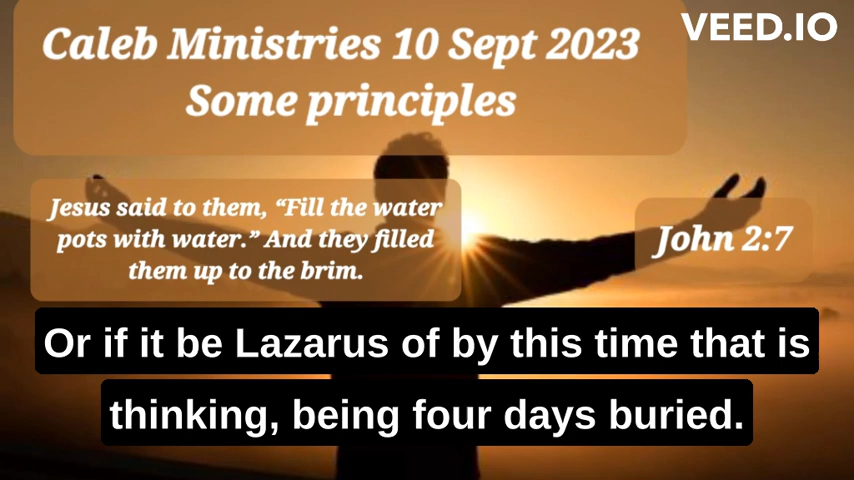 VEED.IO
Caleb Ministries 10 Sept 2023
Some principles
Jesus said to them, “Fill the water
pots with water.” And they filled
them up to the brim.
John 2:7
Or if it be Lazarus of by this time that is
thinking, being four days buried.